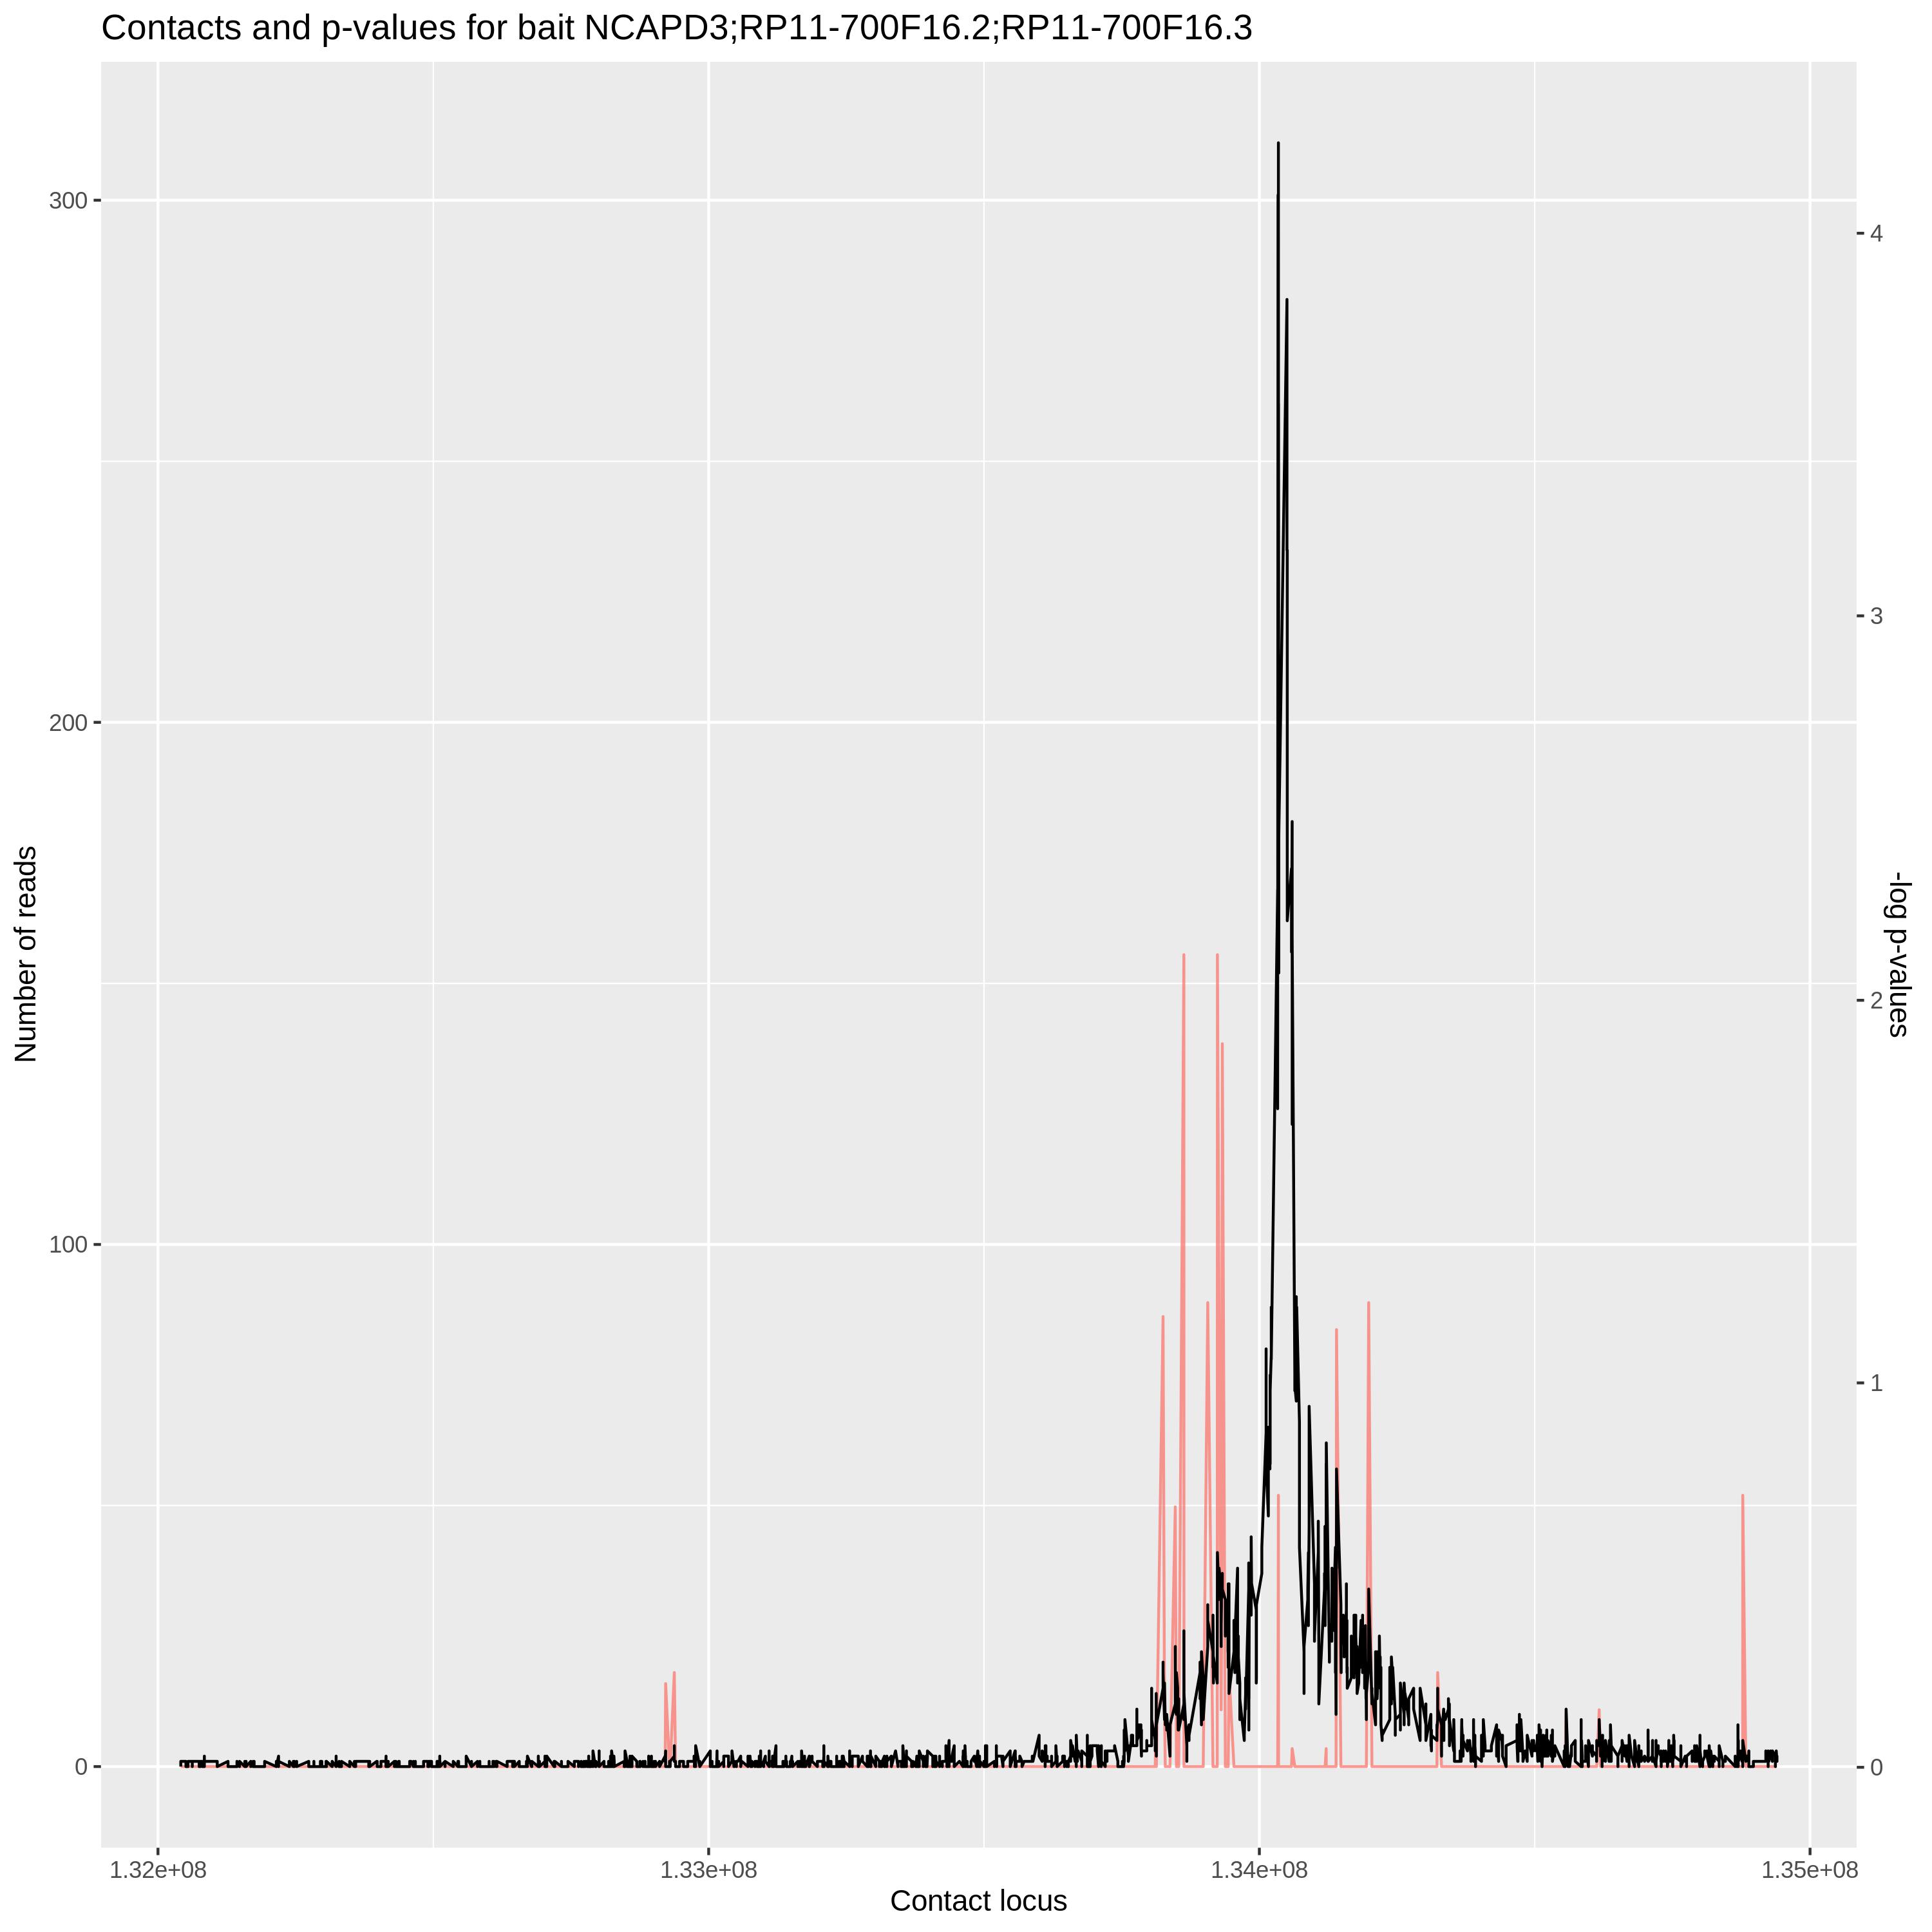 Contacts and p-values for bait NCAPD3;RP11-700F16.2;RP11-700F16.3
300
200
100
0
Number of reads
4
3
2
1
0
-log p-values
1.32e+08
1.33e+08
1.34e+08
1.35e+08
Contact locus